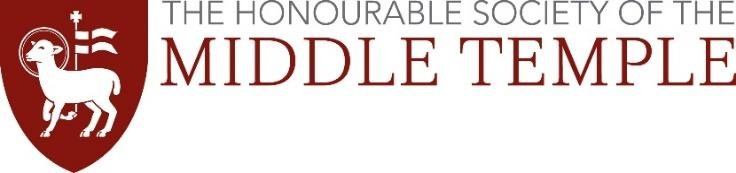 THE HONOURABLE SOCIETY OF THE
MIDDLE TEMPLE